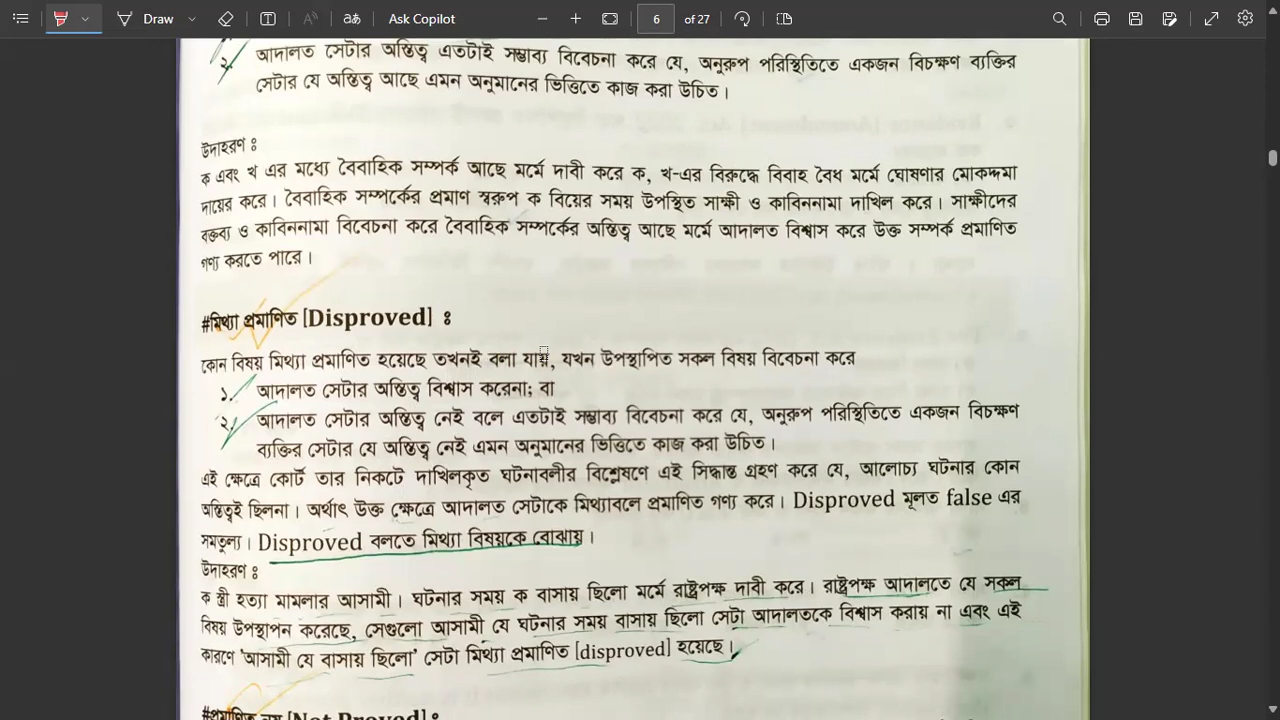 Draw
Ask Copilot
6 of 27
২ আদালত সেটার অস্তিত্ব এতটাই সম্ভাব্য বিবেচনা করে যে, অনুরুপ পরিস্থিতিতে একজন বিচক্ষণ ব্যক্তির
সেটার যে অস্তিত্ব আছে এমন অনুমানের ভিত্তিতে কাজ করা উচিত।
উদাহরণ ঃ
ক এবং খ এর মধ্যে বৈবাহিক সম্পর্ক আছে মর্মে দাবী করে ক, খ-এর বিরুদ্ধে বিবাহ বৈধ মর্মে ঘোষণার মোকদ্দমা
দায়ের করে। বৈবাহিক সম্পর্কের প্রমাণ স্বরুপ ক বিয়ের সময় উপস্থিত সাক্ষী ও কাবিননামা দাখিল করে। সাক্ষীদের
বক্তব্য ও কাবিননামা বিবেচনা করে বৈবাহিক সম্পর্কের অস্তিত্ব আছে মর্মে আদালত বিশ্বাস করে উক্ত সম্পর্ক প্রমাণিত
গণ্য করতে পারে।
#মিথ্যা প্রমাণিত [Disproved] ঃ
কোন বিষয় মিথ্যা প্রমাণিত হয়েছে তখনই বলা যায়, যখন উপস্থাপিত সকল বিষয় বিবেচনা করে
১. আদালত সেটার অস্তিত্ব বিশ্বাস করেনা; বা
২. আদালত সেটার অস্তিত্ব নেই বলে এতটাই সম্ভাব্য বিবেচনা করে যে, অনুরুপ পরিস্থিতিতে একজন বিচক্ষণ
ব্যক্তির সেটার যে অস্তিত্ব নেই এমন অনুমানের ভিত্তিতে কাজ করা উচিত।
এই ক্ষেত্রে কোর্ট তার নিকটে দাখিলকৃত ঘটনাবলীর বিশ্লেষণে এই সিদ্ধান্ত গ্রহণ করে যে, আলোচ্য ঘটনার কোন
অস্তিত্বই ছিলনা। অর্থাৎ উক্ত ক্ষেত্রে আদালত সেটাকে মিথ্যাবলে প্রমাণিত গণ্য করে। Disproved মূলত false এর
সমতুল্য। Disproved বলতে মিথ্যা বিষয়কে বোঝায়।
উদাহরণ ঃ
ক স্ত্রী হত্যা মামলার আসামী। ঘটনার সময় ক বাসায় ছিলো মর্মে রাষ্ট্রপক্ষ দাবী করে। রাষ্ট্রপক্ষ আদালতে যে সকল
বিষয় উপস্থাপন করেছে, সেগুলো আসামী যে ঘটনার সময় বাসায় ছিলো সেটা আদালতকে বিশ্বাস করায় না এবং এই
কারণে 'আসামী যে বাসায় ছিলো' সেটা মিথ্যা প্রমাণিত [disproved] হয়েছে।
#প্রমাণিত নয় [Not Proved] ঃ